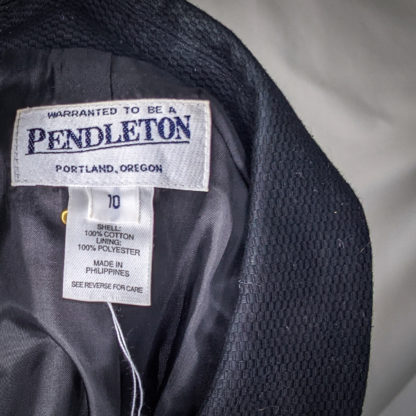 WARRANTED TO BE A
PENDLETON
PORTLAND, OREGON
10
SHELL:
100% COTTON
LINING:
100% POLYESTER
MADE IN
PHILIPPINES
SEE REVERSE FOR CARE